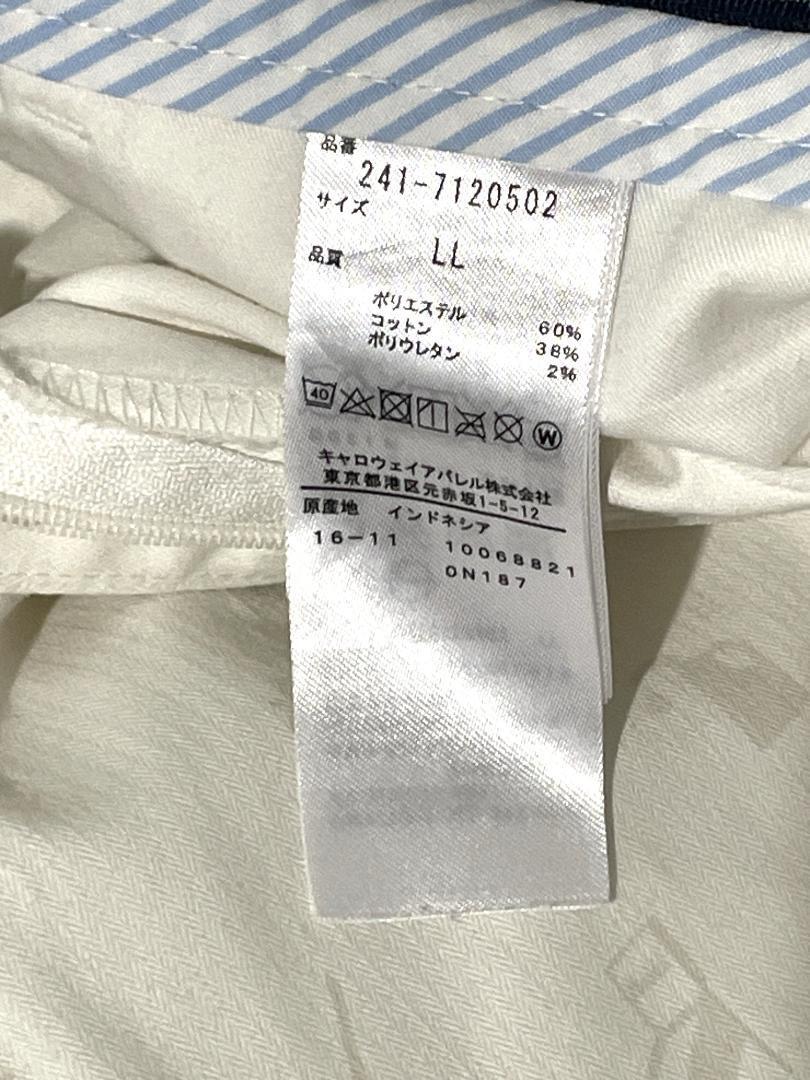 品番
241-7120502
サイズ
LL
品質
ポリエステル 60%
コットン 38%
ポリウレタン 2%
40
W
キャロウェイアパレル株式会社
東京都港区元赤坂1-5-12
原産地 インドネシア
16-11 10068821
0N187